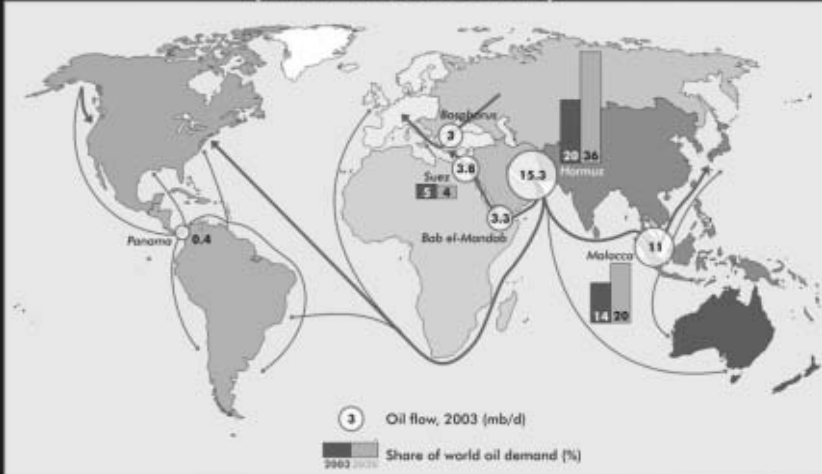 Bosphorus
3
3.8
Suez
5 4
20 36
Hormuz
15.3
3.3
Bab el-Mandab
Panama
0.4
11
Malacca
14 20
3 Oil flow, 2003 (mb/d)
2003
Share of world oil demand (%)